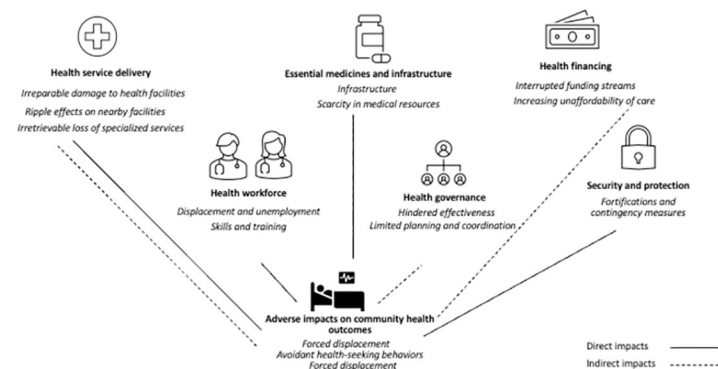 Health service delivery
Irreparable damage to health facilities
Ripple effects on nearby facilities
Irretrievable loss of specialized services
Essential medicines and infrastructure
Infrastructure
Scarcity in medical resources
Health financing
Interrupted funding streams
Increasing unaffordability of care
Health workforce
Displacement and unemployment
Skills and training
Health governance
Hindered effectiveness
Limited planning and coordination
Security and protection
Fortifications and
contingency measures
Adverse impacts on community health
outcomes
Forced displacement
Avoidant health-seeking behaviors
Forced displacement
Direct impacts
Indirect impacts